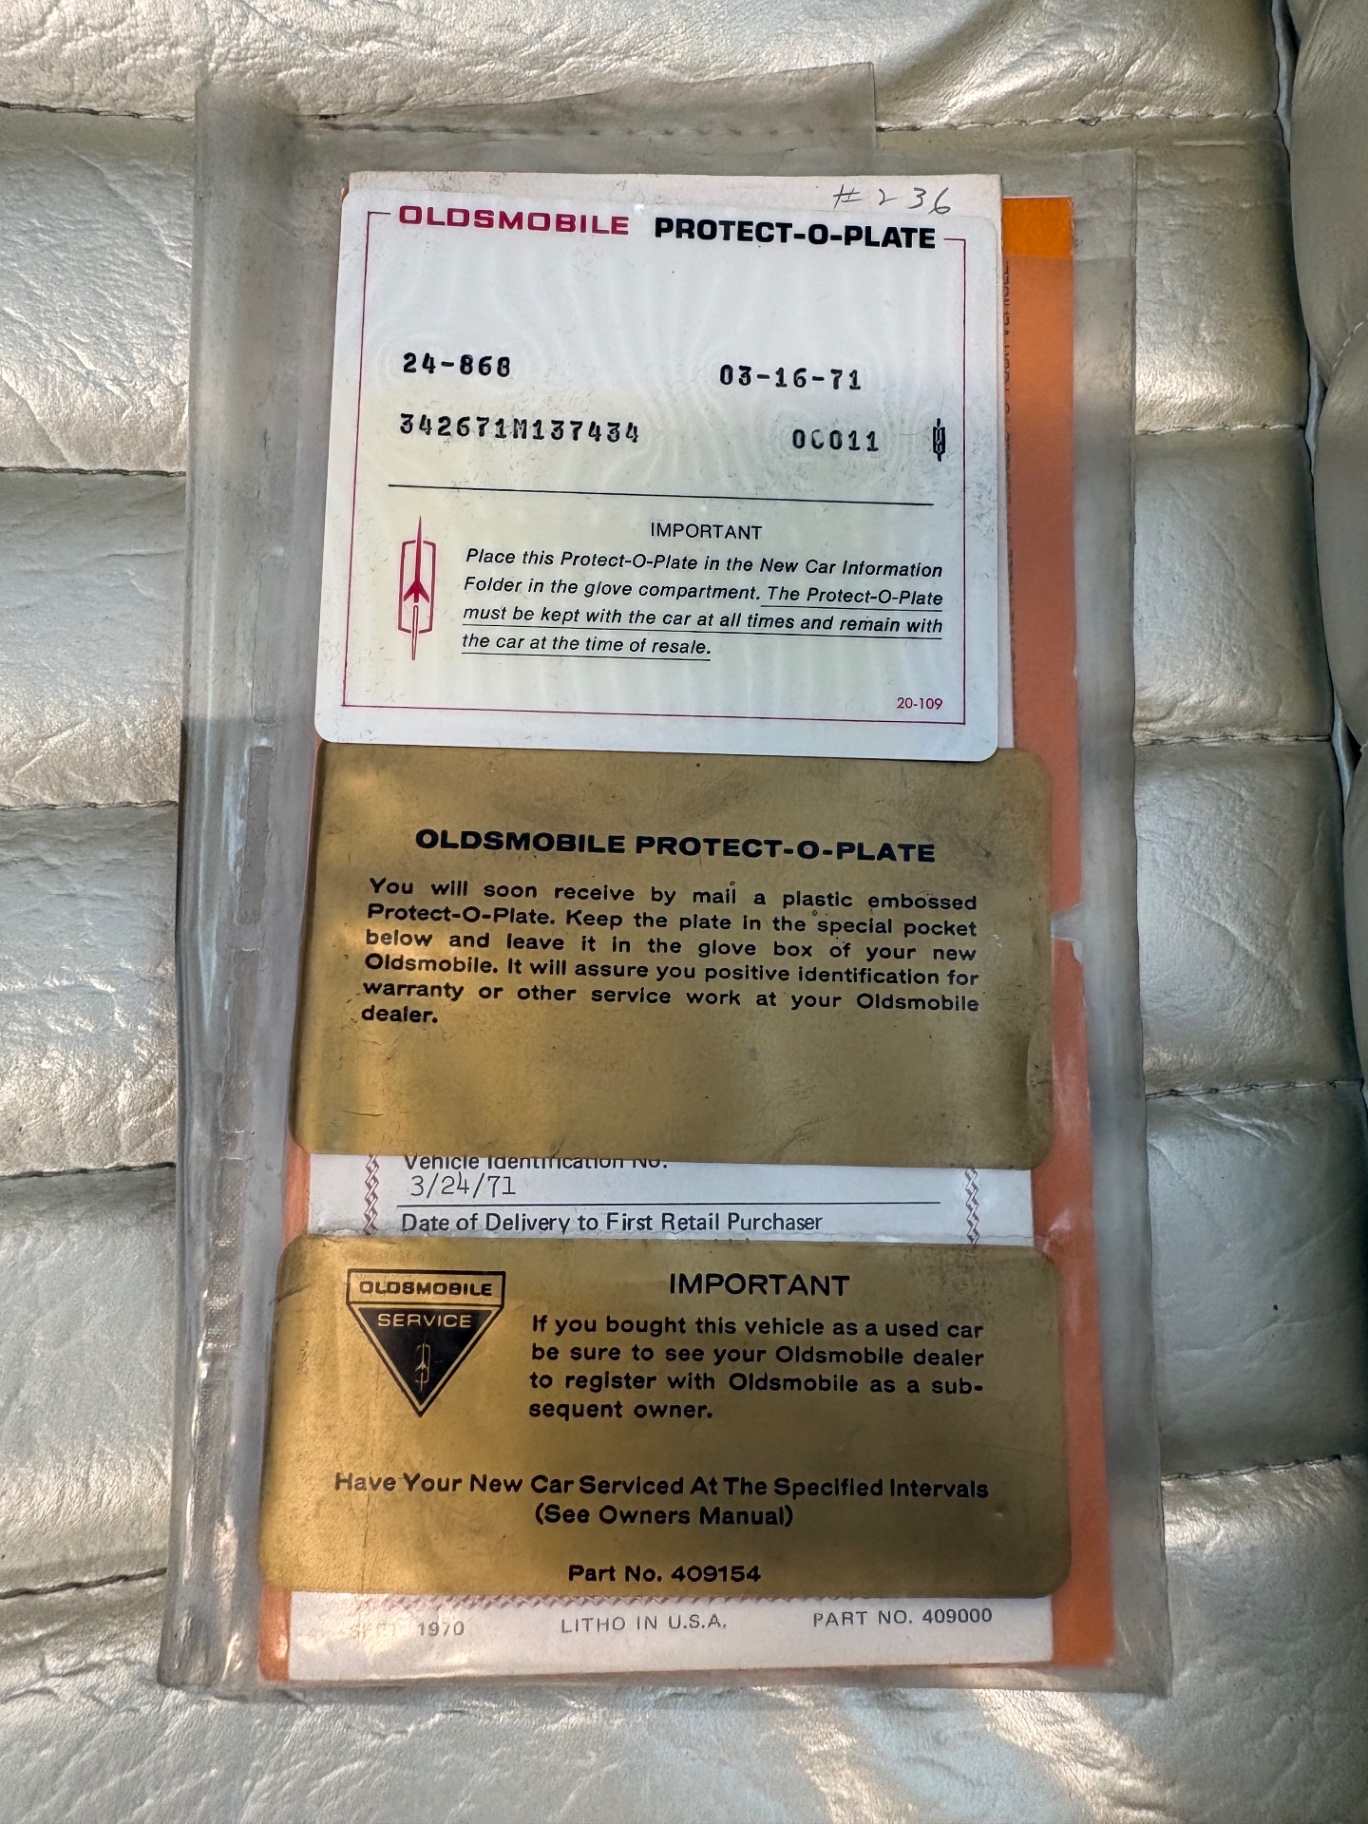 #236
OLDSMOBILE PROTECT-O-PLATE
24-868 03-16-71
342671M137434 00011
IMPORTANT
Place this Protect-O-Plate in the New Car Information
Folder in the glove compartment. The Protect-O-Plate
must be kept with the car at all times and remain with
the car at the time of resale.
20-109
OLDSMOBILE PROTECT-O-PLATE
You will soon receive by mail a plastic embossed
Protect-O-Plate. Keep the plate in the special pocket
below and leave it in the glove box of your new
Oldsmobile. It will assure you positive identification for
warranty or other service work at your Oldsmobile
dealer.
Vehicle Identification No.
3/24/71
Date of Delivery to First Retail Purchaser
OLDSMOBILE
SERVICE
IMPORTANT
If you bought this vehicle as a used car
be sure to see your Oldsmobile dealer
to register with Oldsmobile as a sub-
sequent owner.
Have Your New Car Serviced At The Specified Intervals
(See Owners Manual)
Part No. 409154
SEPT. 1970 LITHO IN U.S.A. PART NO. 409000